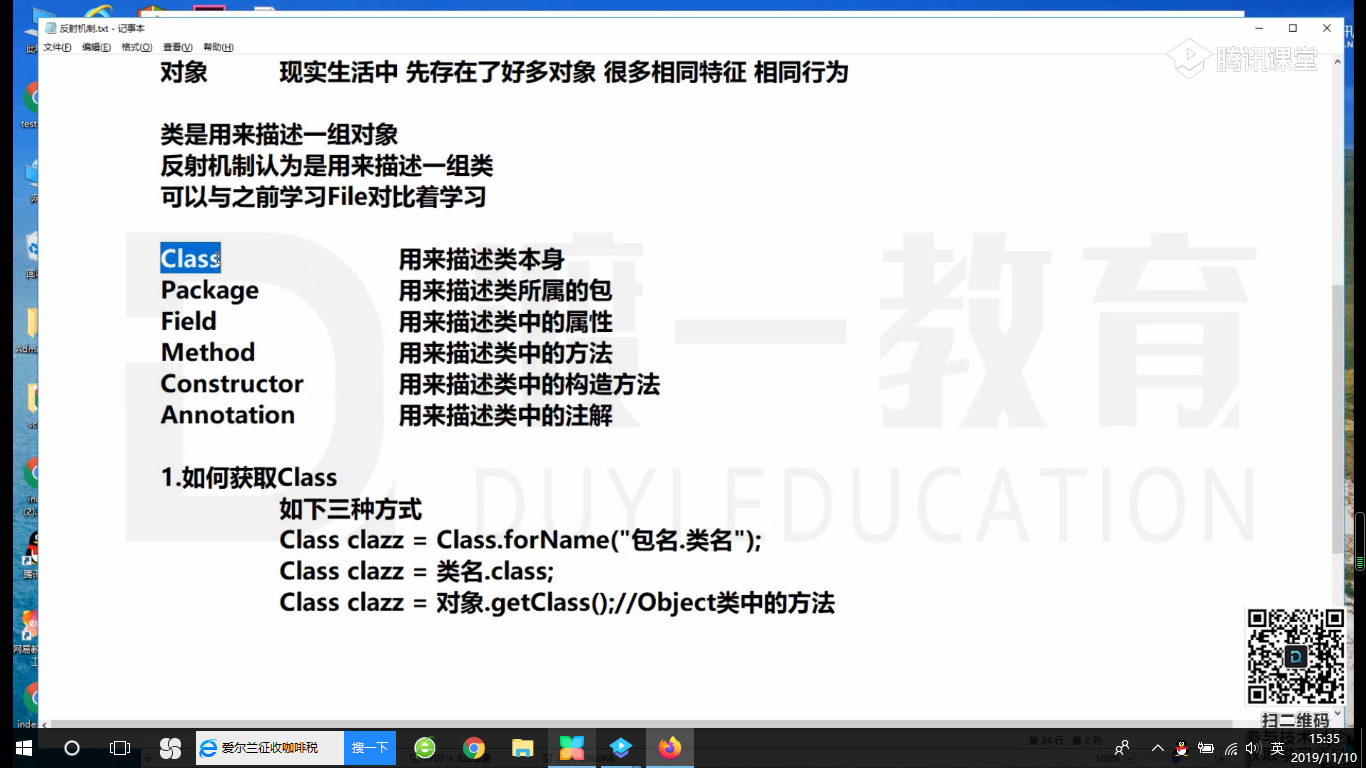 反射机制.txt - 记事本
文件(F) 编辑(E) 格式(O) 查看(V) 帮助(H)
腾讯课堂
对象 现实生活中 先存在了好多对象 很多相同特征 相同行为
类是用来描述一组对象
反射机制认为是用来描述一组类
可以与之前学习File对比着学习
Class 用来描述类本身
Package 用来描述类所属的包
Field 用来描述类中的属性
Method 用来描述类中的方法
Constructor 用来描述类中的构造方法
Annotation 用来描述类中的注解
渡一教育
DUYI EDUCATION
1.如何获取Class
如下三种方式
Class clazz = Class.forName("包名.类名");
Class clazz = 类名.class;
Class clazz = 对象.getClass();//Object类中的方法
扫二维码
第 24 行，第 2 列
爱尔兰征收咖啡税 搜一下
英
15:35
2019/11/10